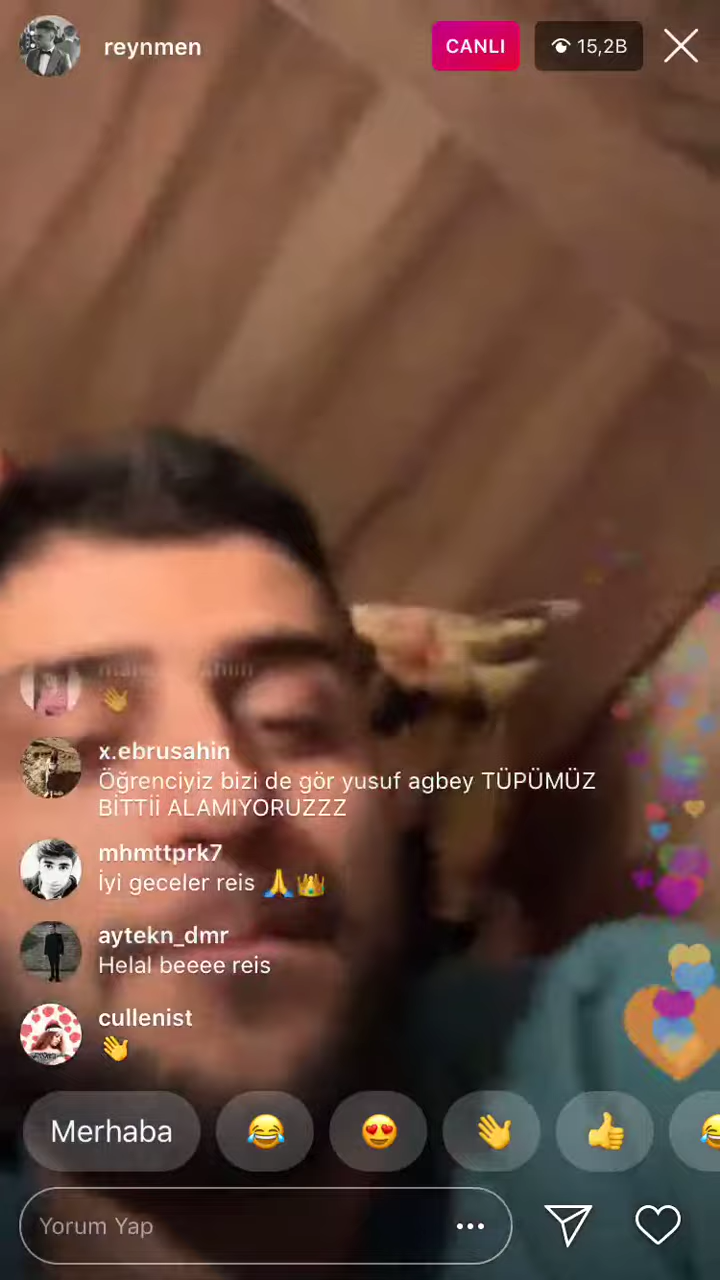 reynmen
CANLI
15,2B
x.ebrusahin
Öğrenciyiz bizi de gör yusuf agbey TÜPÜMÜZ
BİTTİİ ALAMIYORUZZZ
mhmttprk7
İyi geceler reis 🙏👑
aytekn_dmr
Helal beeee reis
cullenist
👋
Merhaba 😂 😍 👋 👍
Yorum Yap